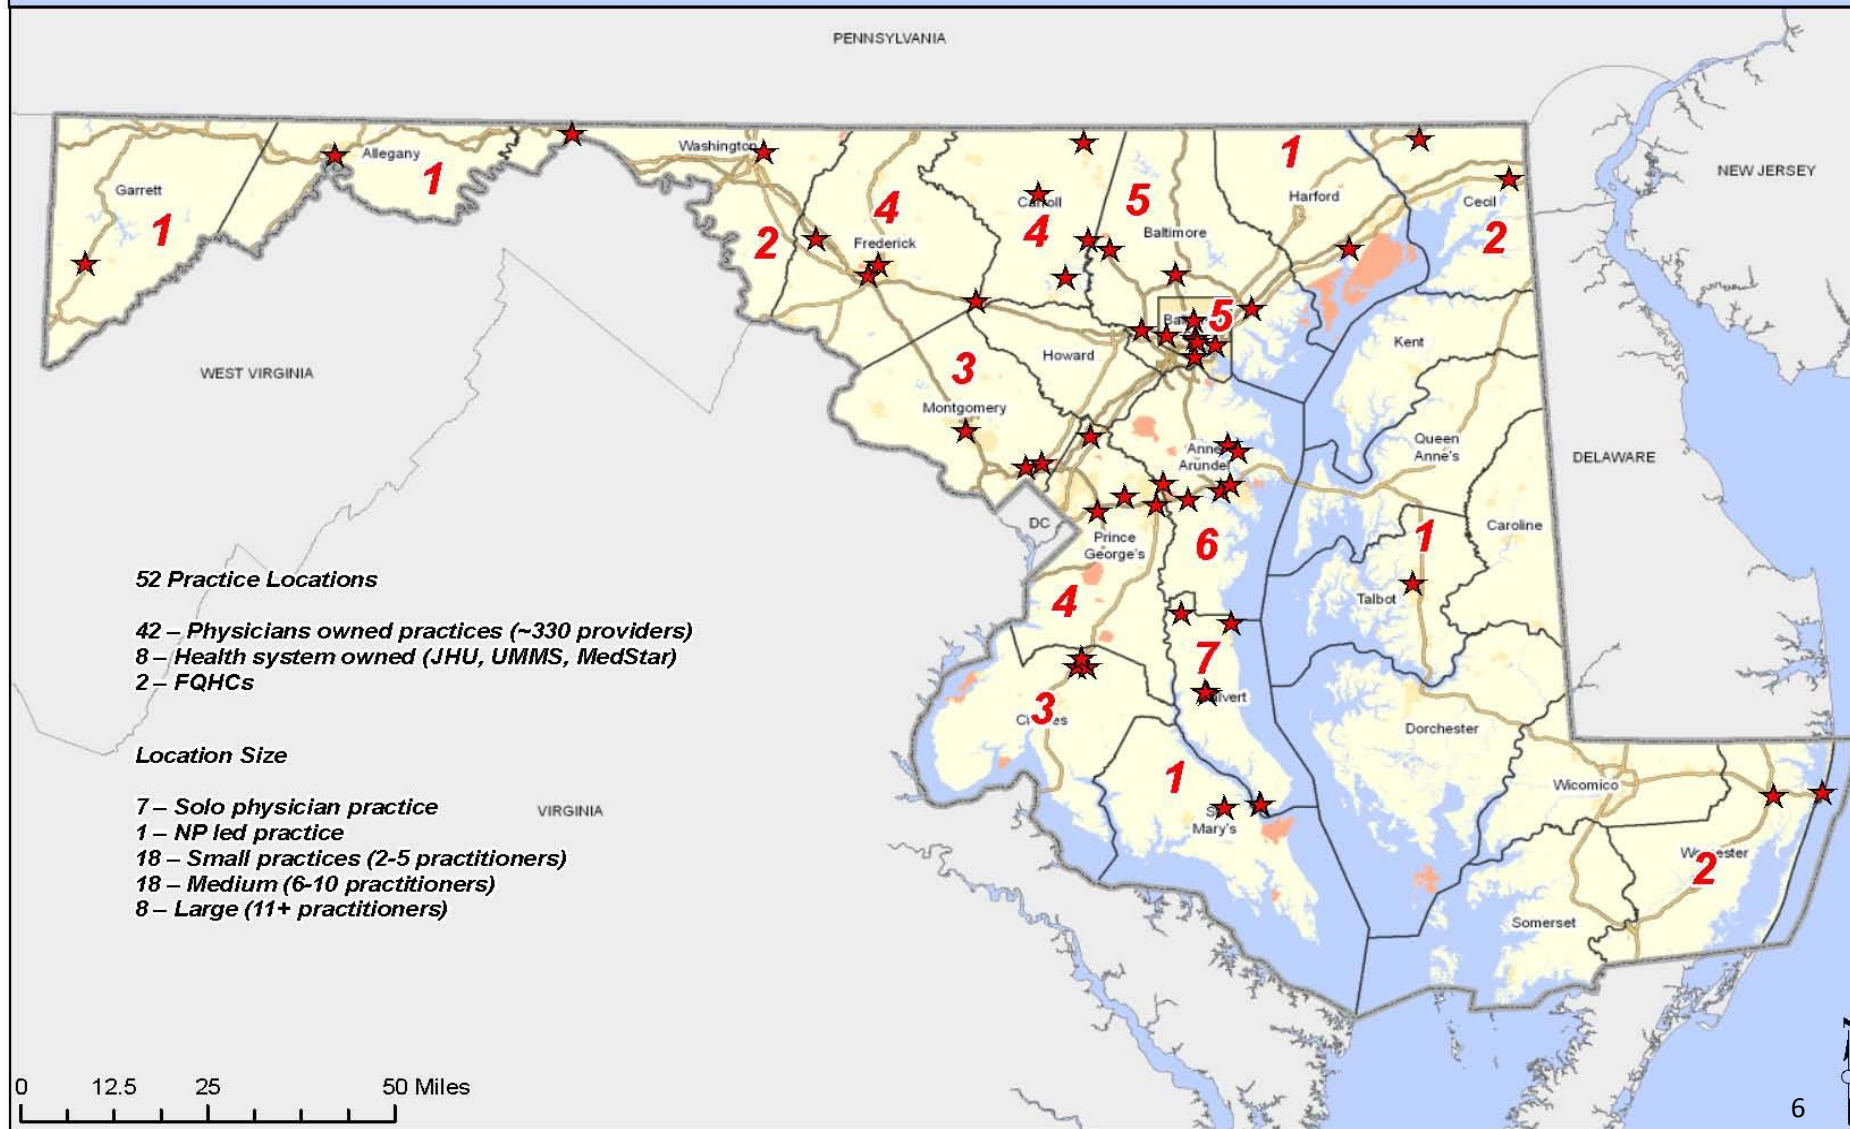 PENNSYLVANIA
Washington
Allegany
1
1
NEW JERSEY
Garrett
1
4
Carroll
5
Harford
Cecil
4
Baltimore
2
Frederick
2
5
Kent
3
Howard
WEST VIRGINIA
Montgomery
Queen
Anne's
Anne
Arundel
DELAWARE
DC
Prince
George's
6
1
Caroline
4
Talbot
7
Calvert
3
Charles
Dorchester
1
Wicomico
St
Mary's
Worcester
2
Somerset
VIRGINIA
52 Practice Locations
42 – Physicians owned practices (~330 providers)
8 – Health system owned (JHU, UMMS, MedStar)
2 – FQHCs
Location Size
7 – Solo physician practice
1 – NP led practice
18 – Small practices (2-5 practitioners)
18 – Medium (6-10 practitioners)
8 – Large (11+ practitioners)
0 12.5 25 50 Miles
6